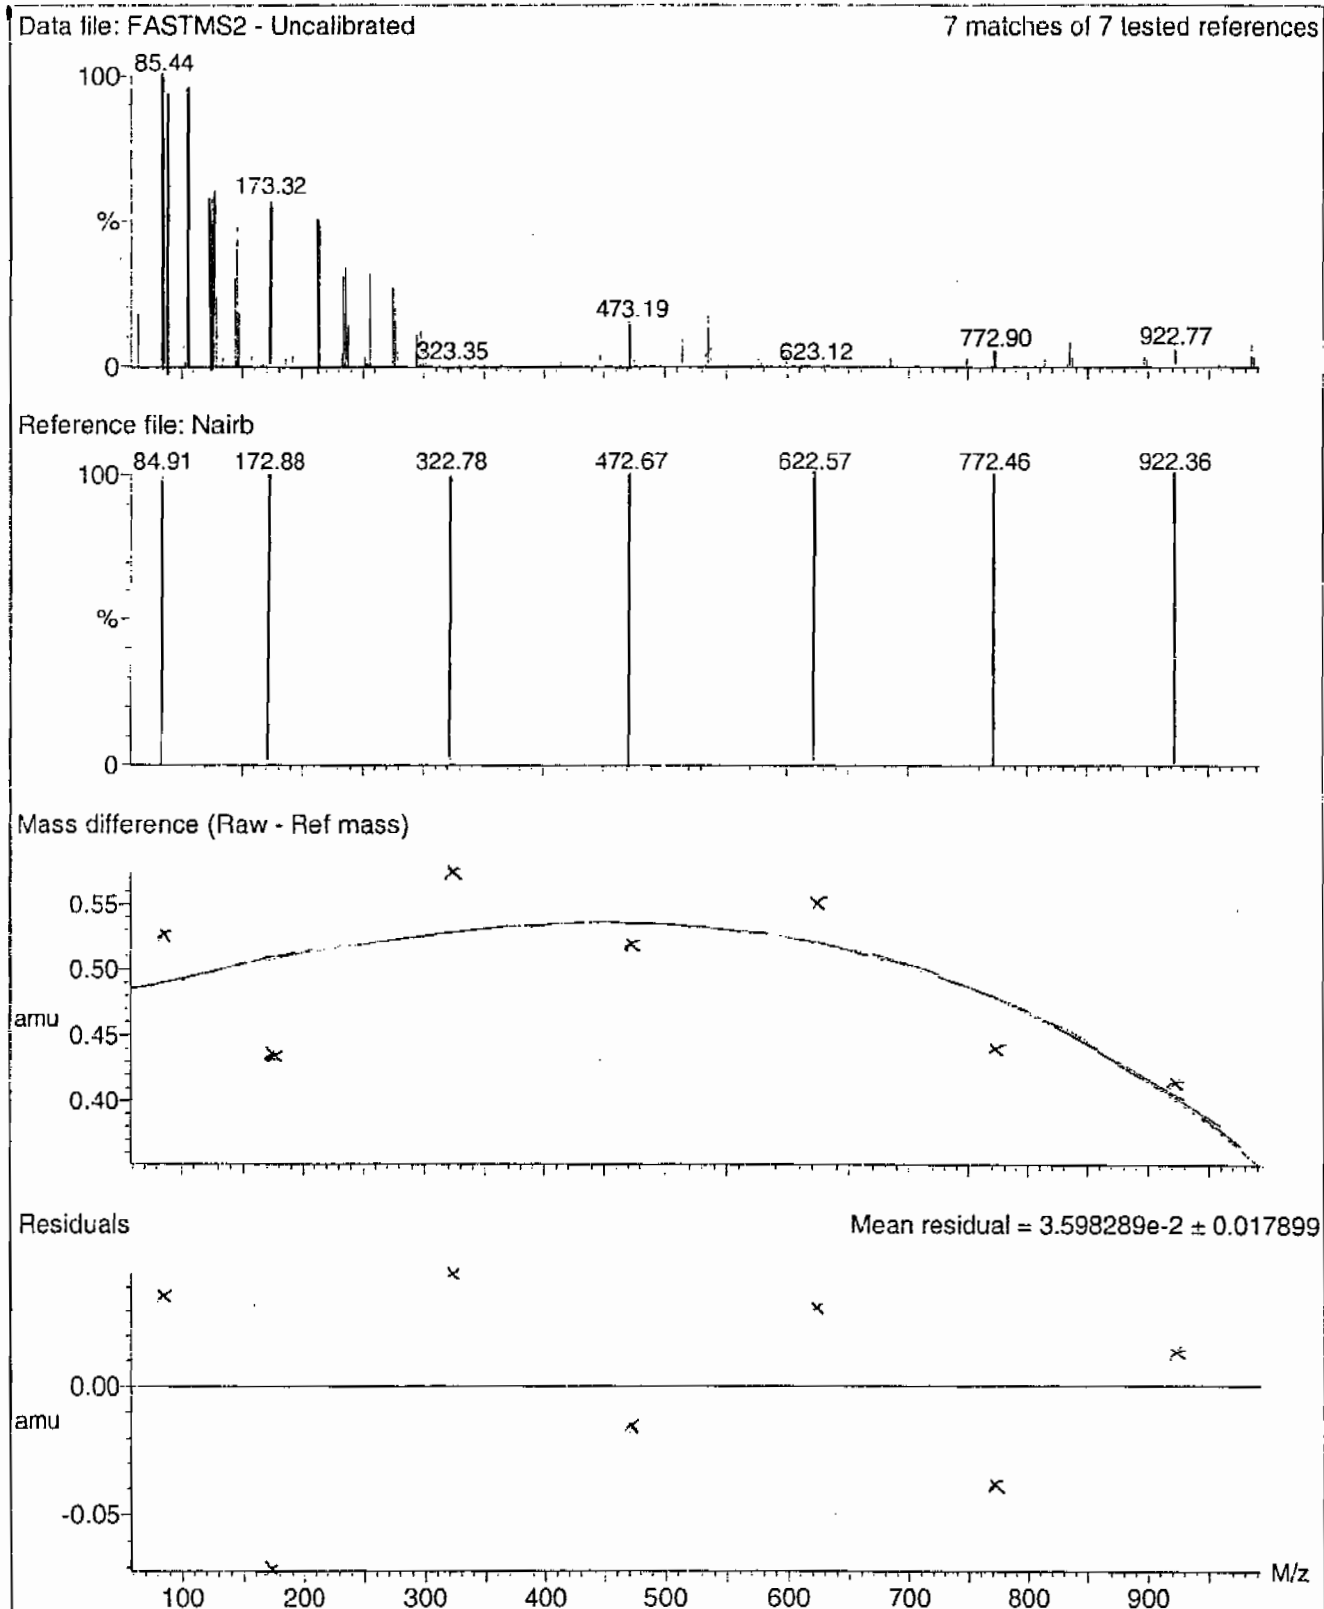 Data file: FASTMS2 - Uncalibrated 7 matches of 7 tested references
85.44
100
173.32
%
473.19
323.35 623.12 772.90 922.77
0
Reference file: Nairb
84.91 172.88 322.78 472.67 622.57 772.46 922.36
100
%
0
Mass difference (Raw - Ref mass)
0.55
0.50
amu
0.45
0.40
Residuals Mean residual = 3.598289e-2 ± 0.017899
0.00
amu
-0.05
M/z
100 200 300 400 500 600 700 800 900